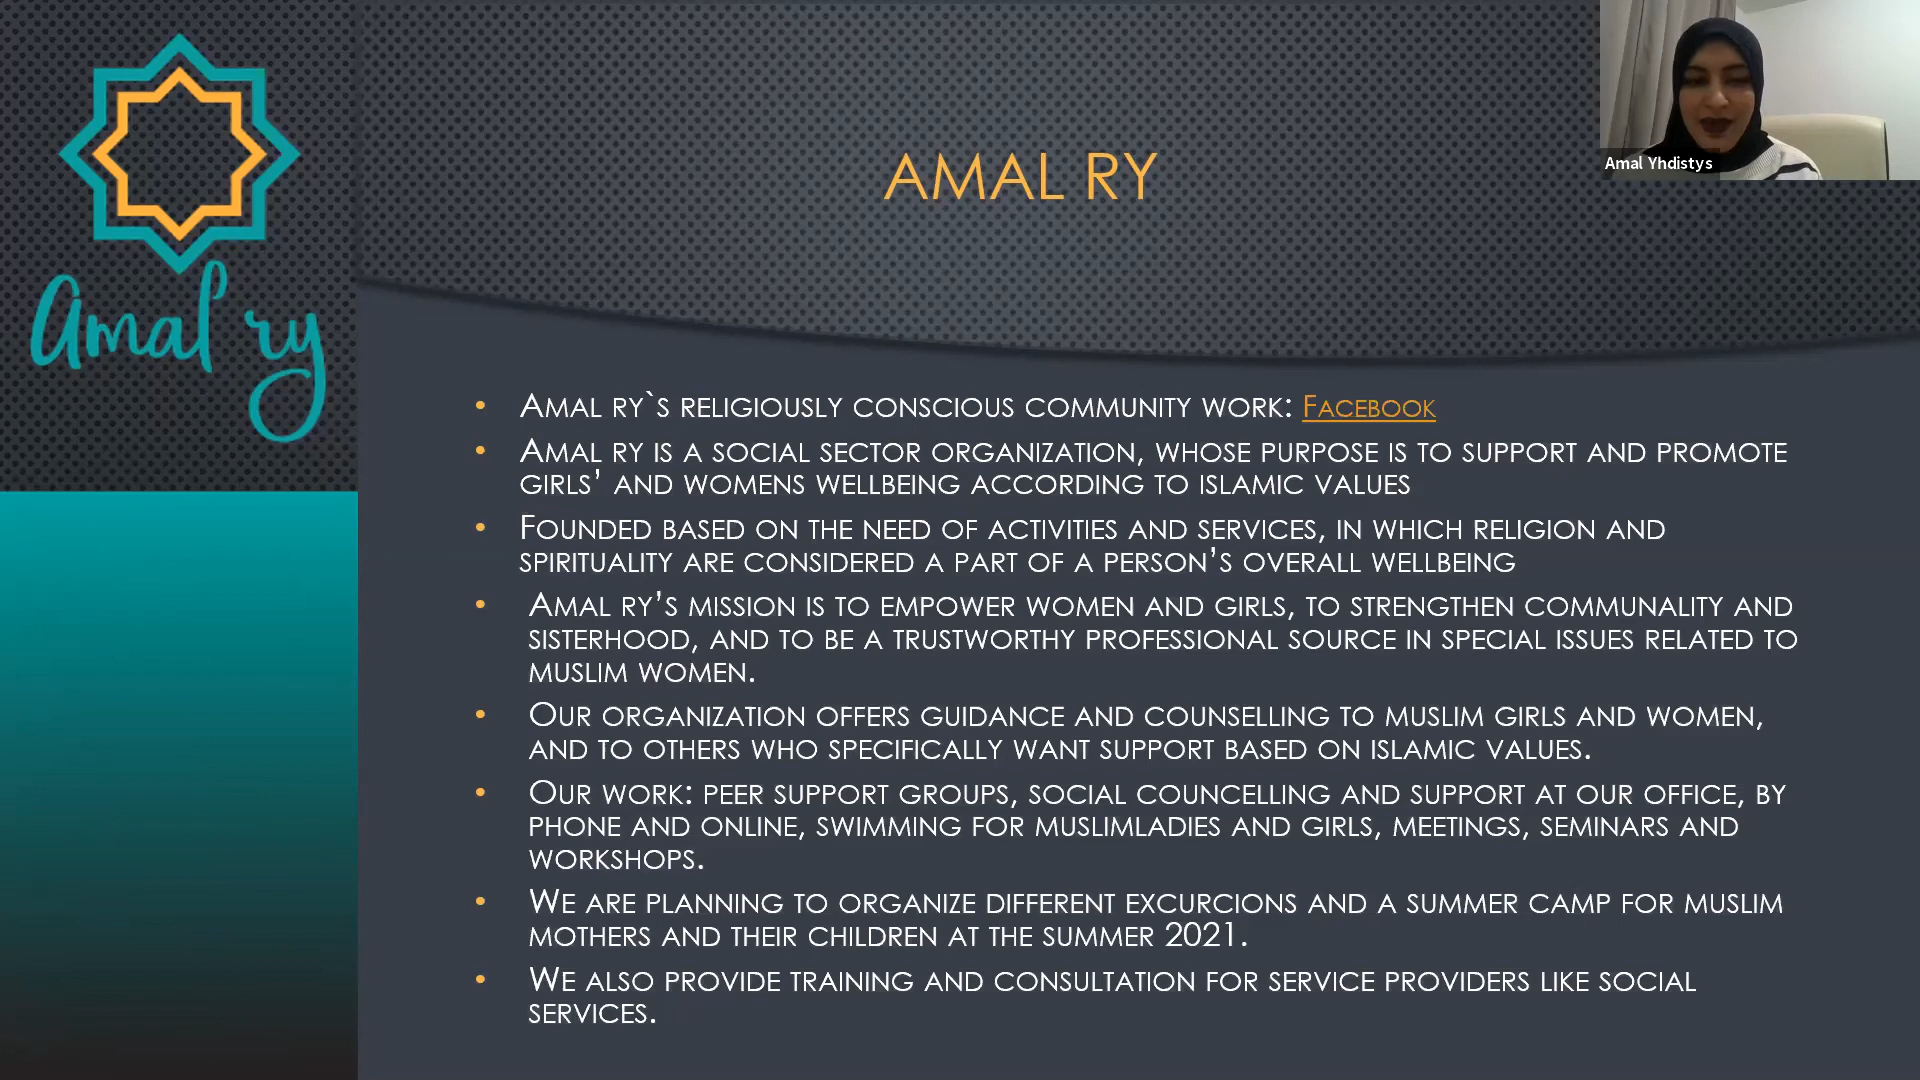 Amal ry
AMAL RY
Amal Yhdistys
• AMAL RY`S RELIGIOUSLY CONSCIOUS COMMUNITY WORK: FACEBOOK
• AMAL RY IS A SOCIAL SECTOR ORGANIZATION, WHOSE PURPOSE IS TO SUPPORT AND PROMOTE
GIRLS’ AND WOMENS WELLBEING ACCORDING TO ISLAMIC VALUES
• FOUNDED BASED ON THE NEED OF ACTIVITIES AND SERVICES, IN WHICH RELIGION AND
SPIRITUALITY ARE CONSIDERED A PART OF A PERSON’S OVERALL WELLBEING
• AMAL RY’S MISSION IS TO EMPOWER WOMEN AND GIRLS, TO STRENGTHEN COMMUNALITY AND
SISTERHOOD, AND TO BE A TRUSTWORTHY PROFESSIONAL SOURCE IN SPECIAL ISSUES RELATED TO
MUSLIM WOMEN.
• OUR ORGANIZATION OFFERS GUIDANCE AND COUNSELLING TO MUSLIM GIRLS AND WOMEN,
AND TO OTHERS WHO SPECIFICALLY WANT SUPPORT BASED ON ISLAMIC VALUES.
• OUR WORK: PEER SUPPORT GROUPS, SOCIAL COUNCELLING AND SUPPORT AT OUR OFFICE, BY
PHONE AND ONLINE, SWIMMING FOR MUSLIMLADIES AND GIRLS, MEETINGS, SEMINARS AND
WORKSHOPS.
• WE ARE PLANNING TO ORGANIZE DIFFERENT EXCURCIONS AND A SUMMER CAMP FOR MUSLIM
MOTHERS AND THEIR CHILDREN AT THE SUMMER 2021.
• WE ALSO PROVIDE TRAINING AND CONSULTATION FOR SERVICE PROVIDERS LIKE SOCIAL
SERVICES.